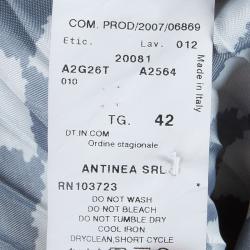 COM. PROD/2007/06869
Etic. Lav. 012
20081
A2G26T A2564
010
Made in Italy
TG. 42
DT.IN COM
Ordine stagionale
ANTINEA SRL
RN103723
DO NOT WASH
DO NOT BLEACH
DO NOT TUMBLE DRY
COOL IRON
DRYCLEAN,SHORT CYCLE